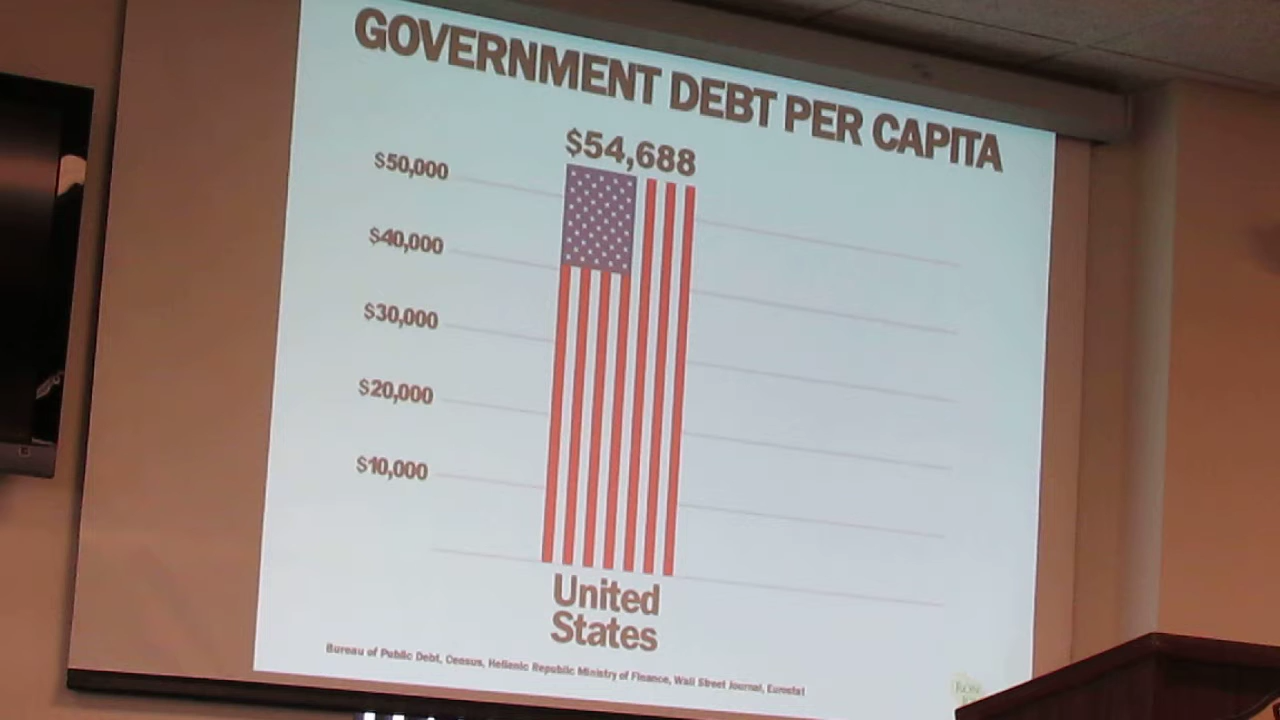 GOVERNMENT DEBT PER CAPITA
$54,688
$50,000
$40,000
$30,000
$20,000
$10,000
United
States
Bureau of Public Debt, Census, Hellenic Republic Ministry of Finance, Wall Street Journal, Eurostat